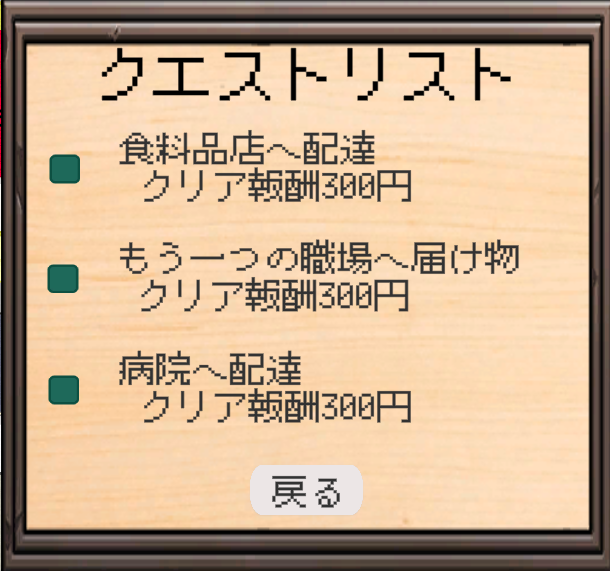 クエストリスト
食料品店へ配達
クリア報酬300円
もう一つの職場へ届け物
クリア報酬300円
病院へ配達
クリア報酬300円
戻る